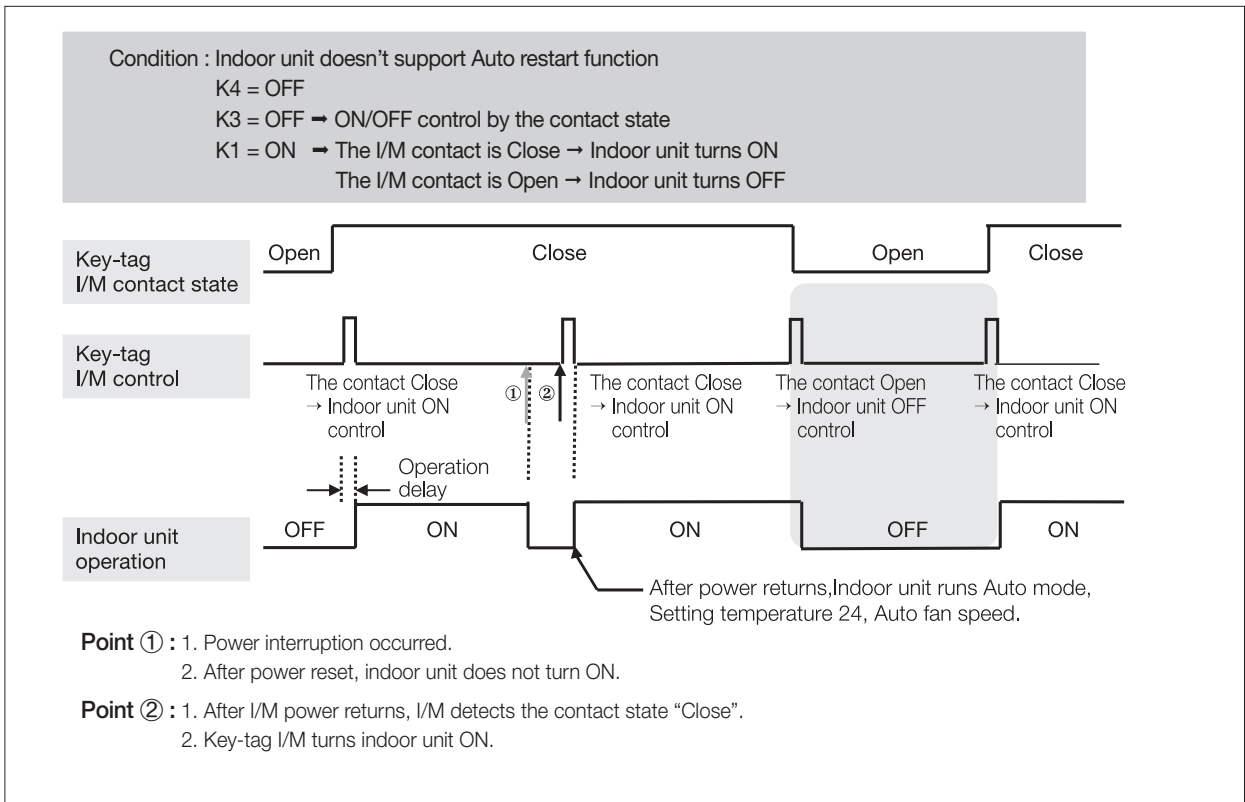 Condition : Indoor unit doesn't support Auto restart function
K4 = OFF
K3 = OFF ➡ ON/OFF control by the contact state
K1 = ON ➡ The I/M contact is Close → Indoor unit turns ON
The I/M contact is Open → Indoor unit turns OFF
Key-tag
I/M contact state
Open
Close
Open
Close
Key-tag
I/M control
①
②
The contact Close
→ Indoor unit ON
control
The contact Close
→ Indoor unit ON
control
The contact Open
→ Indoor unit OFF
control
The contact Close
→ Indoor unit ON
control
Operation
delay
Indoor unit
operation
OFF
ON
ON
OFF
ON
After power returns,Indoor unit runs Auto mode,
Setting temperature 24, Auto fan speed.
Point ① : 1. Power interruption occurred.
2. After power reset, indoor unit does not turn ON.
Point ② : 1. After I/M power returns, I/M detects the contact state “Close”.
2. Key-tag I/M turns indoor unit ON.